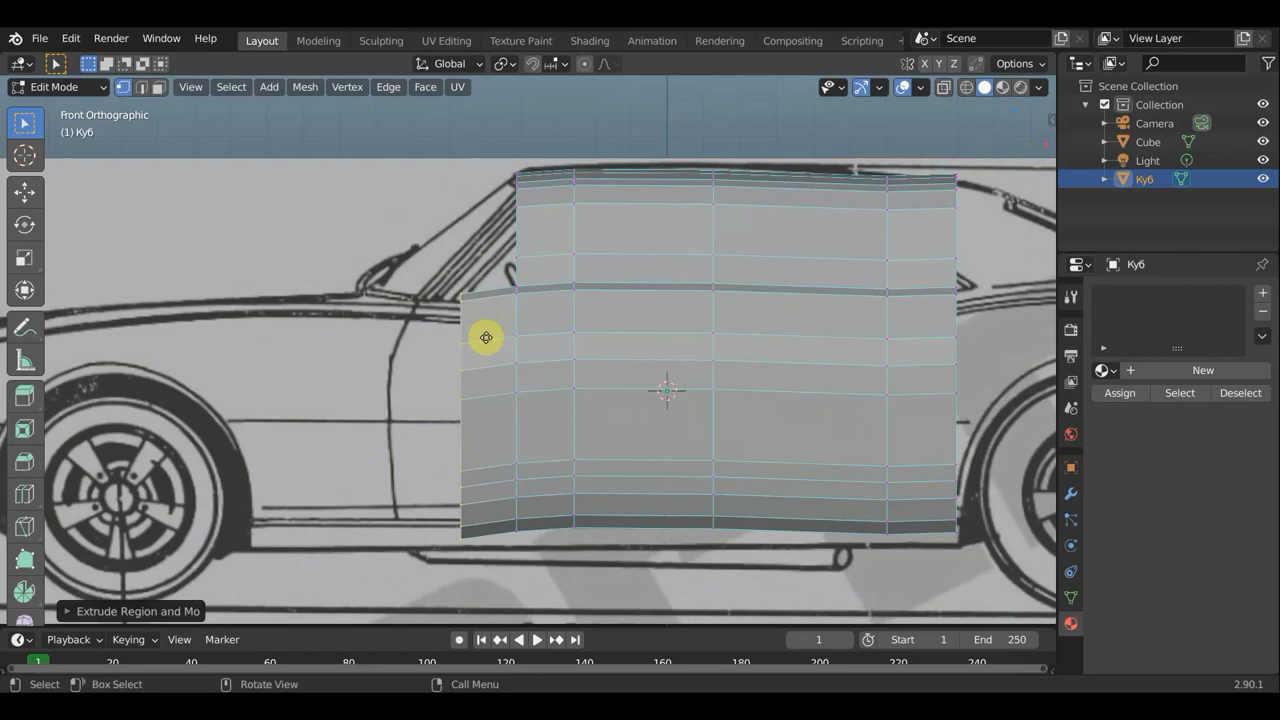 File Edit Render Window Help Layout Modeling Sculpting UV Editing Texture Paint Shading Animation Rendering Compositing Scripting Scene View Layer
Global X Y Z Options
Edit Mode View Select Add Mesh Vertex Edge Face UV
Front Orthographic
(1) Куб
Scene Collection
Collection
Camera
Cube
Light
Куб
Куб
New
Assign Select Deselect
Extrude Region and Mo
Playback Keying View Marker 1 Start 1 End 250
1 20 40 60 80 100 120 140 160 180 200 220 240
Select Box Select Rotate View Call Menu 2.90.1